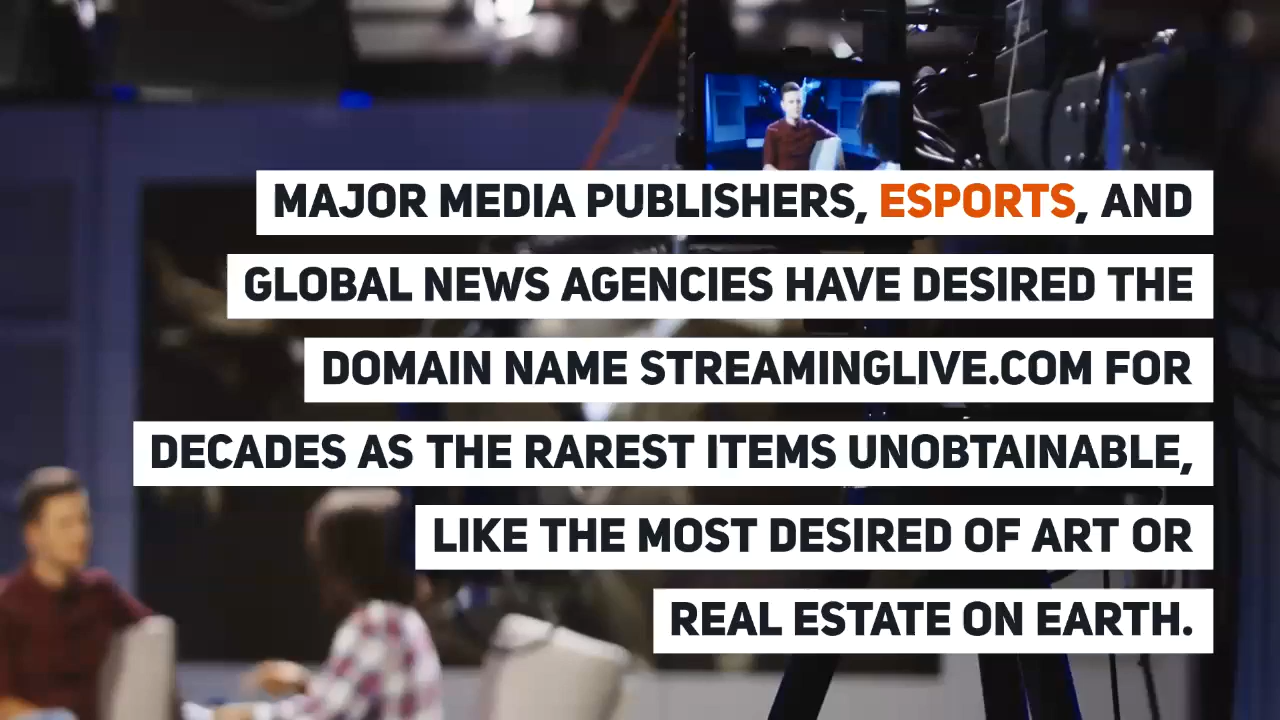 MAJOR MEDIA PUBLISHERS, ESPORTS, AND
GLOBAL NEWS AGENCIES HAVE DESIRED THE
DOMAIN NAME STREAMINGLIVE.COM FOR
DECADES AS THE RAREST ITEMS UNOBTAINABLE,
LIKE THE MOST DESIRED OF ART OR
REAL ESTATE ON EARTH.